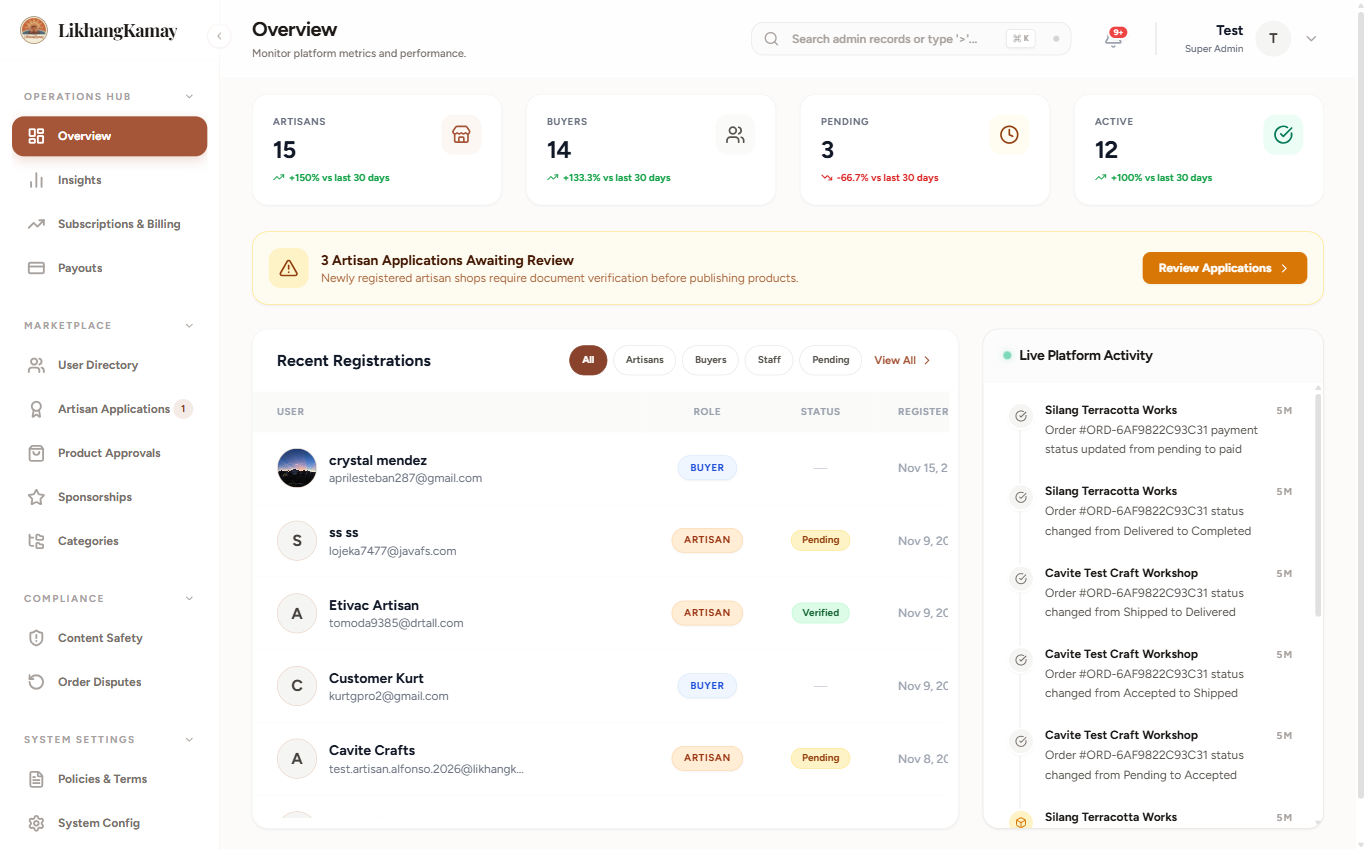 LikhangKamay
OPERATIONS HUB
Overview
Insights
Subscriptions & Billing
Payouts
MARKETPLACE
User Directory
Artisan Applications 1
Product Approvals
Sponsorships
Categories
COMPLIANCE
Content Safety
Order Disputes
SYSTEM SETTINGS
Policies & Terms
System Config
Overview
Monitor platform metrics and performance.
Search admin records or type '>'...
⌘ K
9+
Test
Super Admin
T
ARTISANS
15
+150% vs last 30 days
BUYERS
14
+133.3% vs last 30 days
PENDING
3
-66.7% vs last 30 days
ACTIVE
12
+100% vs last 30 days
3 Artisan Applications Awaiting Review
Newly registered artisan shops require document verification before publishing products.
Review Applications
Recent Registrations
All Artisans Buyers Staff Pending View All
USER ROLE STATUS REGISTER
crystal mendez
aprilesteban287@gmail.com
BUYER — Nov 15, 2
S
ss ss
lojeka7477@javafs.com
ARTISAN Pending Nov 9, 20
A
Etivac Artisan
tomoda9385@drtall.com
ARTISAN Verified Nov 9, 20
C
Customer Kurt
kurtgpro2@gmail.com
BUYER — Nov 9, 20
A
Cavite Crafts
test.artisan.alfonso.2026@likhangk...
ARTISAN Pending Nov 8, 20
Live Platform Activity
Silang Terracotta Works 5M
Order #ORD-6AF9822C93C31 payment
status updated from pending to paid
Silang Terracotta Works 5M
Order #ORD-6AF9822C93C31 status
changed from Delivered to Completed
Cavite Test Craft Workshop 5M
Order #ORD-6AF9822C93C31 status
changed from Shipped to Delivered
Cavite Test Craft Workshop 5M
Order #ORD-6AF9822C93C31 status
changed from Accepted to Shipped
Cavite Test Craft Workshop 5M
Order #ORD-6AF9822C93C31 status
changed from Pending to Accepted
Silang Terracotta Works 5M